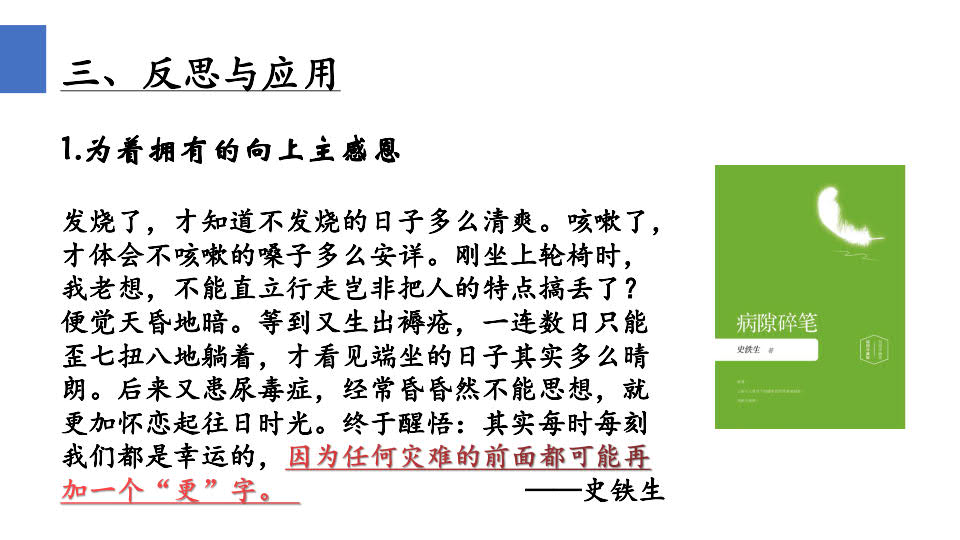 三、反思与应用
1.为着拥有的向上主感恩
发烧了，才知道不发烧的日子多么清爽。咳嗽了，
才体会不咳嗽的嗓子多么安详。刚坐上轮椅时，
我老想，不能直立行走岂非把人的特点搞丢了？
便觉天昏地暗。等到又生出褥疮，一连数日只能
歪七扭八地躺着，才看见端坐的日子其实多么晴
朗。后来又患尿毒症，经常昏昏然不能思想，就
更加怀恋起往日时光。终于醒悟：其实每时每刻
我们都是幸运的，因为任何灾难的前面都可能再
加一个“更”字。 ——史铁生
病隙碎笔
史铁生 著